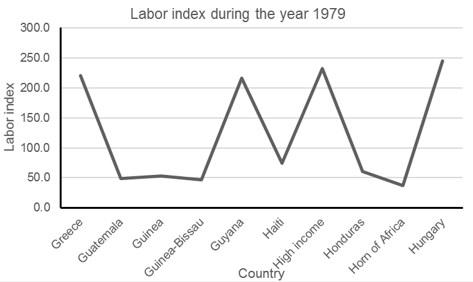 Labor index during the year 1979
Labor index
300.0
250.0
200.0
150.0
100.0
50.0
0.0
Greece
Guatemala
Guinea
Guinea-Bissau
Guyana
Haiti
High income
Honduras
Horn of Africa
Hungary
Country